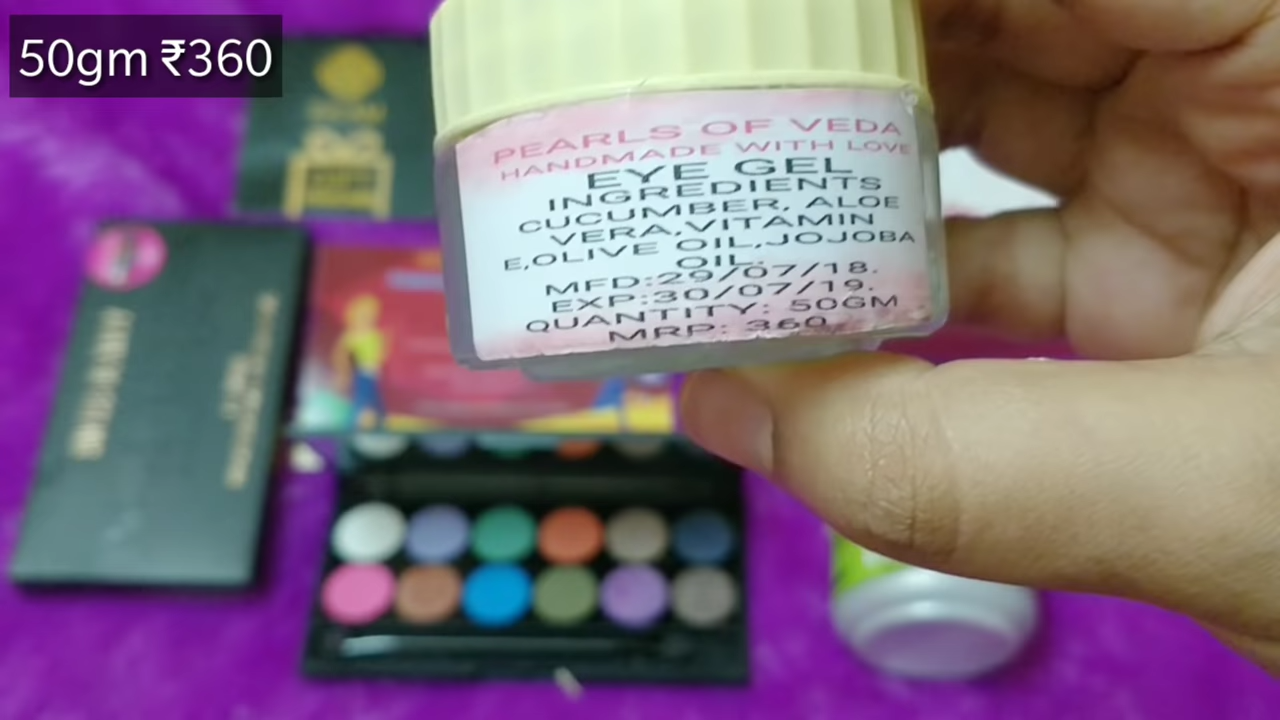 50gm ₹360
PEARLS OF VEDA
HANDMADE WITH LOVE
EYE GEL
INGREDIENTS
CUCUMBER, ALOE
VERA,VITAMIN
E,OLIVE OIL,JOJOBA
OIL.
MFD:29/07/18.
EXP:30/07/19.
QUANTITY: 50GM
MRP: 360